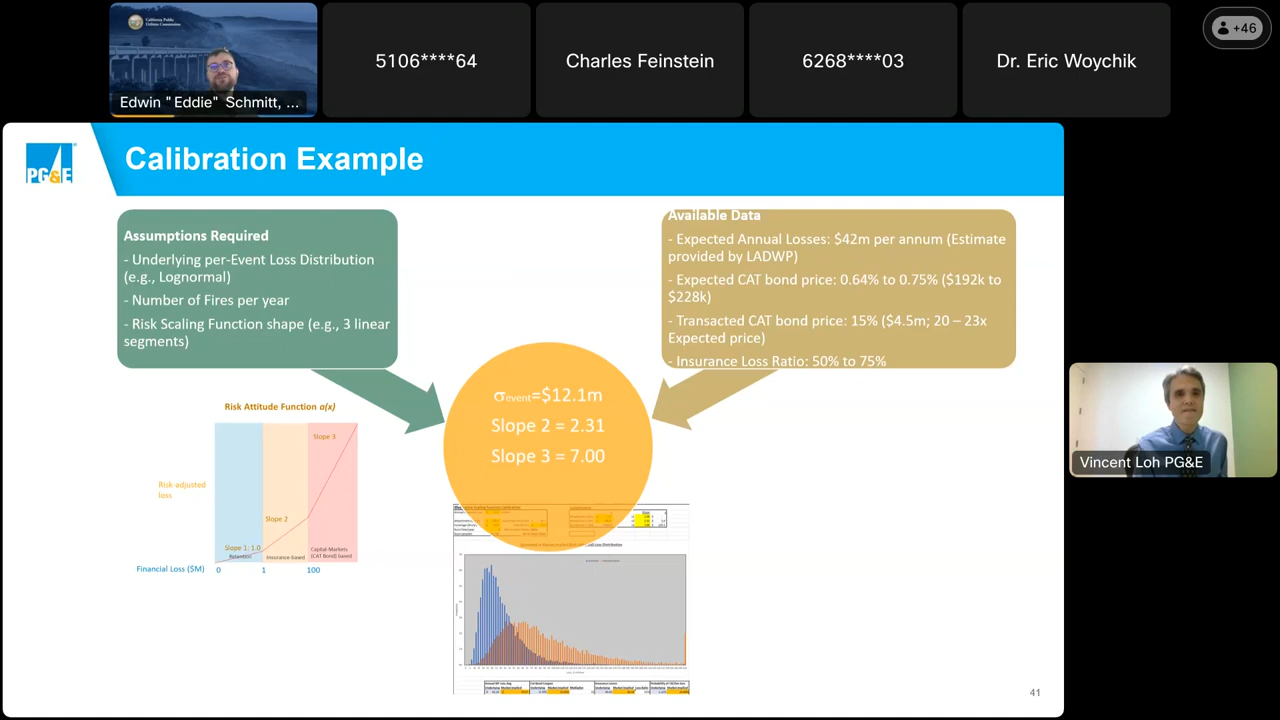 California Public
Utilities Commission
Edwin "Eddie" Schmitt, ...
5106****64
Charles Feinstein
6268****03
Dr. Eric Woychik
+46
PG&E
Calibration Example
Assumptions Required
- Underlying per-Event Loss Distribution
(e.g., Lognormal)
- Number of Fires per year
- Risk Scaling Function shape (e.g., 3 linear
segments)
Available Data
- Expected Annual Losses: $42m per annum (Estimate
provided by LADWP)
- Expected CAT bond price: 0.64% to 0.75% ($192k to
$228k)
- Transacted CAT bond price: 15% ($4.5m; 20 – 23x
Expected price)
- Insurance Loss Ratio: 50% to 75%
σevent=$12.1m
Slope 2 = 2.31
Slope 3 = 7.00
Risk Attitude Function a(x)
Slope 3
Risk-adjusted
loss
Slope 2
Slope 1: 1.0
Retention
Insurance-based
Capital-Markets
(CAT Bond) based
Financial Loss ($M)
0
1
100
Vincent Loh PG&E
41